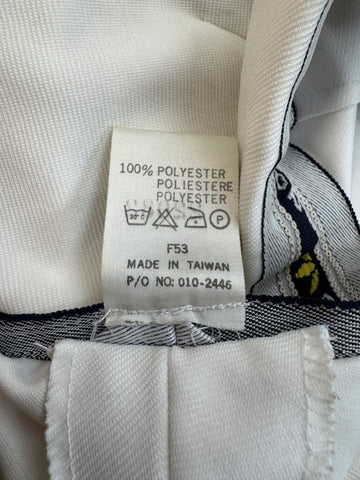 100% POLYESTER
POLIESTERE
POLYESTER
30°C P
F53
MADE IN TAIWAN
P/O NO: 010-2446